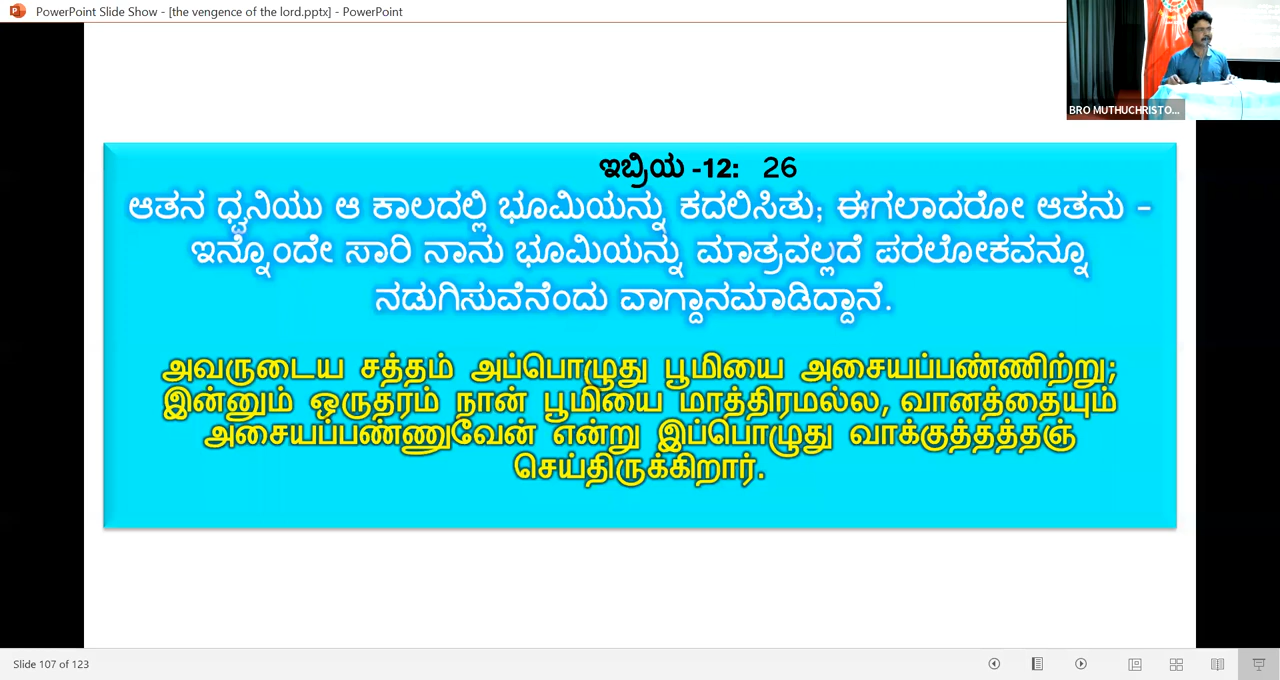 PowerPoint Slide Show - [the vengence of the lord.pptx] - PowerPoint
BRO MUTHUCHRISTO...
ಇಬ್ರಿಯ -12: 26
ಆತನ ಧ್ವನಿಯು ಆ ಕಾಲದಲ್ಲಿ ಭೂಮಿಯನ್ನು ಕದಲಿಸಿತು; ಈಗಲಾದರೋ ಆತನು -
ಇನ್ನೊಂದೇ ಸಾರಿ ನಾನು ಭೂಮಿಯನ್ನು ಮಾತ್ರವಲ್ಲದೆ ಪರಲೋಕವನ್ನೂ
ನಡುಗಿಸುವೆನೆಂದು ವಾಗ್ದಾನಮಾಡಿದ್ದಾನೆ.
அவருடைய சத்தம் அப்பொழுது பூமியை அசையப்பண்ணிற்று;
இன்னும் ஒருதரம் நான் பூமியை மாத்திரமல்ல, வானத்தையும்
அசையப்பண்ணுவேன் என்று இப்பொழுது வாக்குத்தத்தஞ்
செய்திருக்கிறார்.
Slide 107 of 123